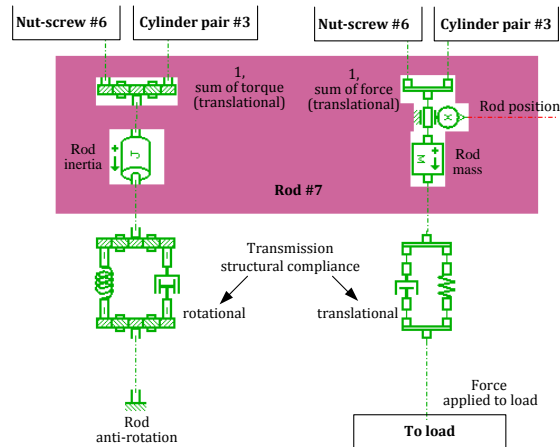 Nut-screw #6
Cylinder pair #3
Nut-screw #6
Cylinder pair #3
1,
sum of torque
(translational)
1,
sum of force
(translational)
X
Rod position
Rod
inertia
J
M
Rod
mass
Rod #7
Transmission
structural compliance
rotational
translational
Rod
anti-rotation
Force
applied to load
To load